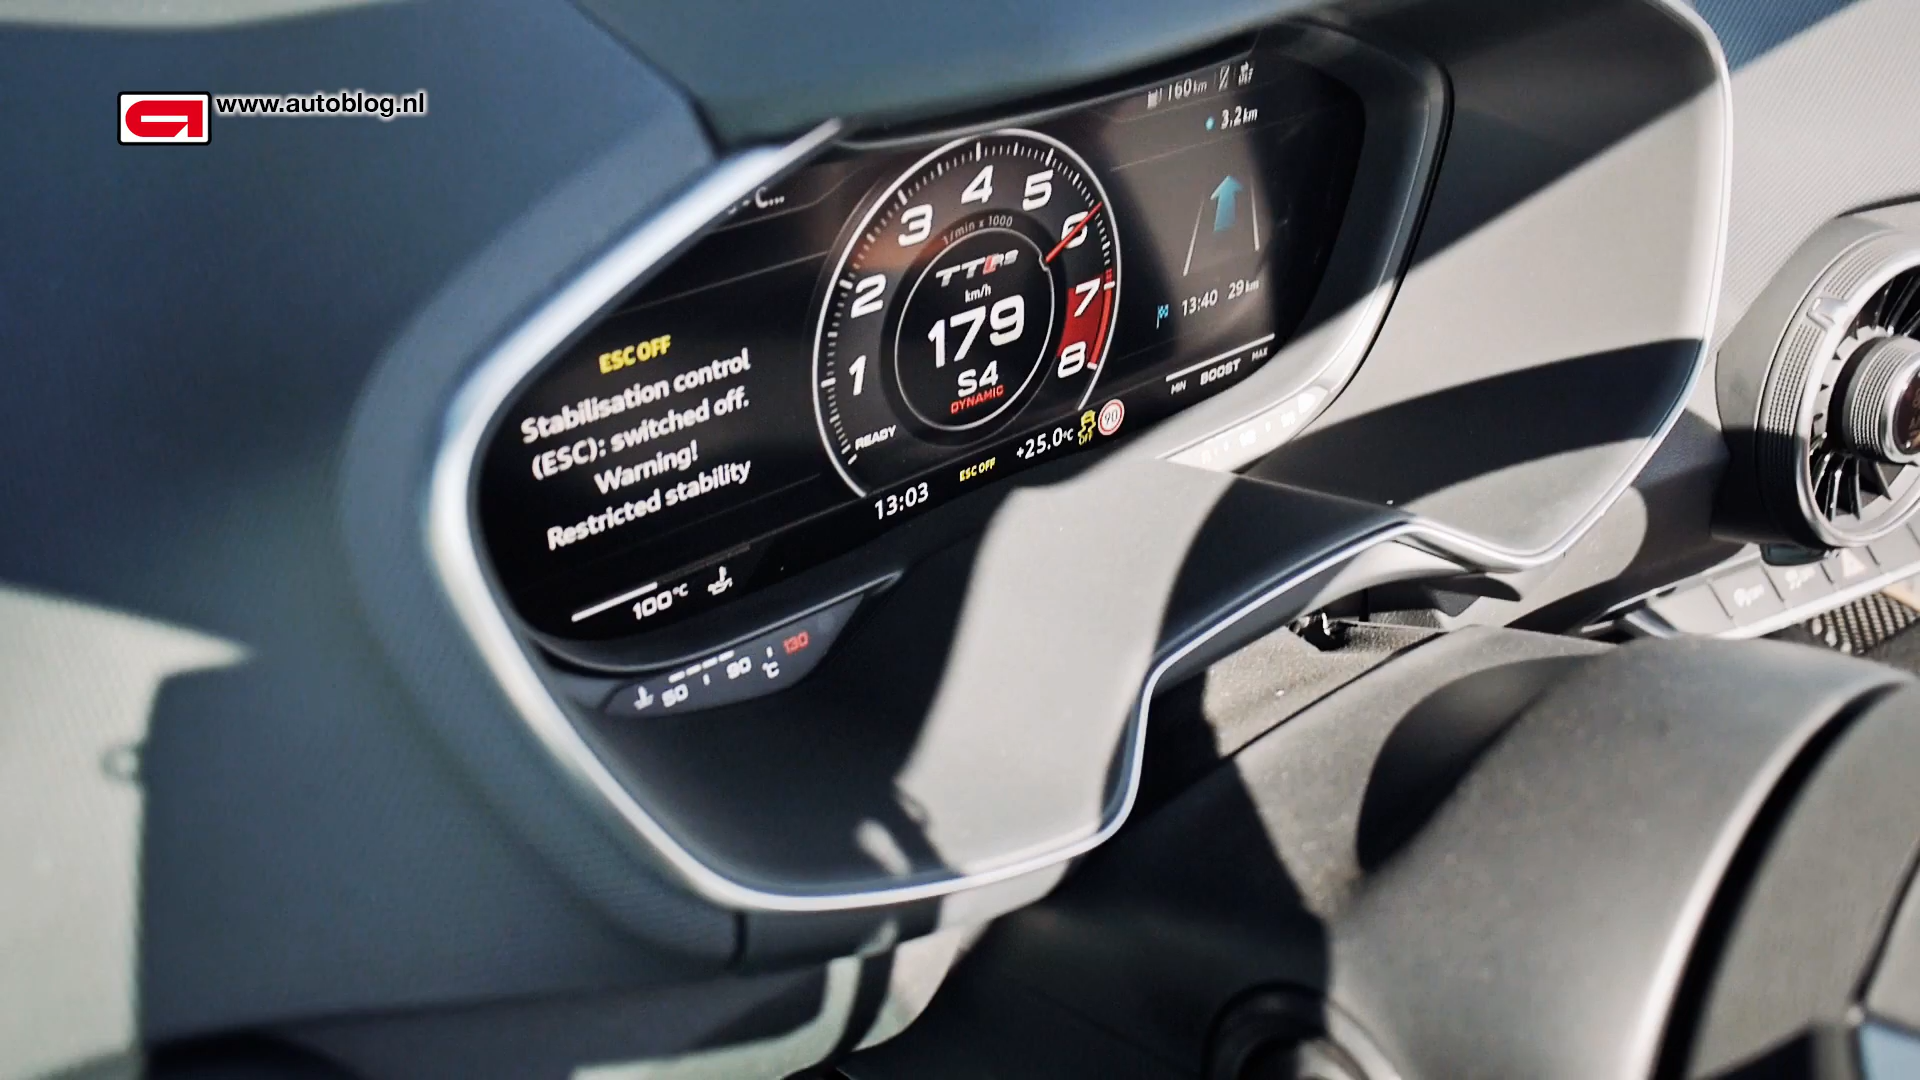 www.autoblog.nl
160 km
3.2 km
- C...
1 2 3 4 5 6 7 8
1/min x 1000
TTRS
km/h
179
S4
DYNAMIC
READY
13:40 29 km
MIN BOOST MAX
ESC OFF
Stabilisation control
(ESC): switched off.
Warning!
Restricted stability
100°C
13:03
ESC OFF
+25.0°C
OFF
90
50 90 °C 130